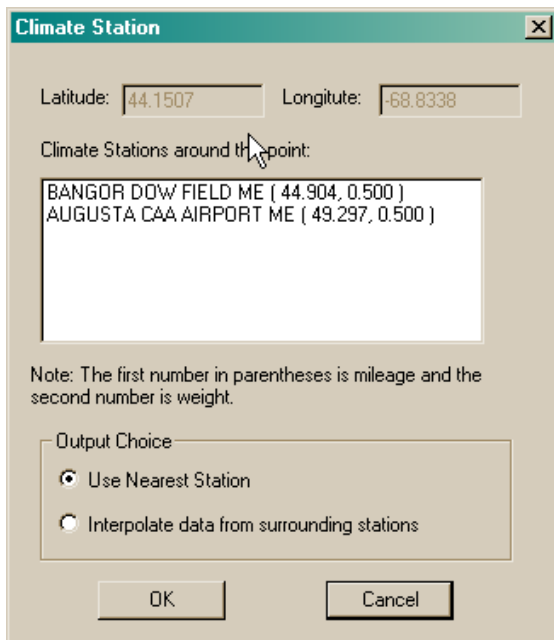 Climate Station
Latitude: 44.1507 Longitute: -68.8338
Climate Stations around the point:
BANGOR DOW FIELD ME ( 44.904, 0.500 )
AUGUSTA CAA AIRPORT ME ( 49.297, 0.500 )
Note: The first number in parentheses is mileage and the
second number is weight.
Output Choice
Use Nearest Station
Interpolate data from surrounding stations
OK Cancel